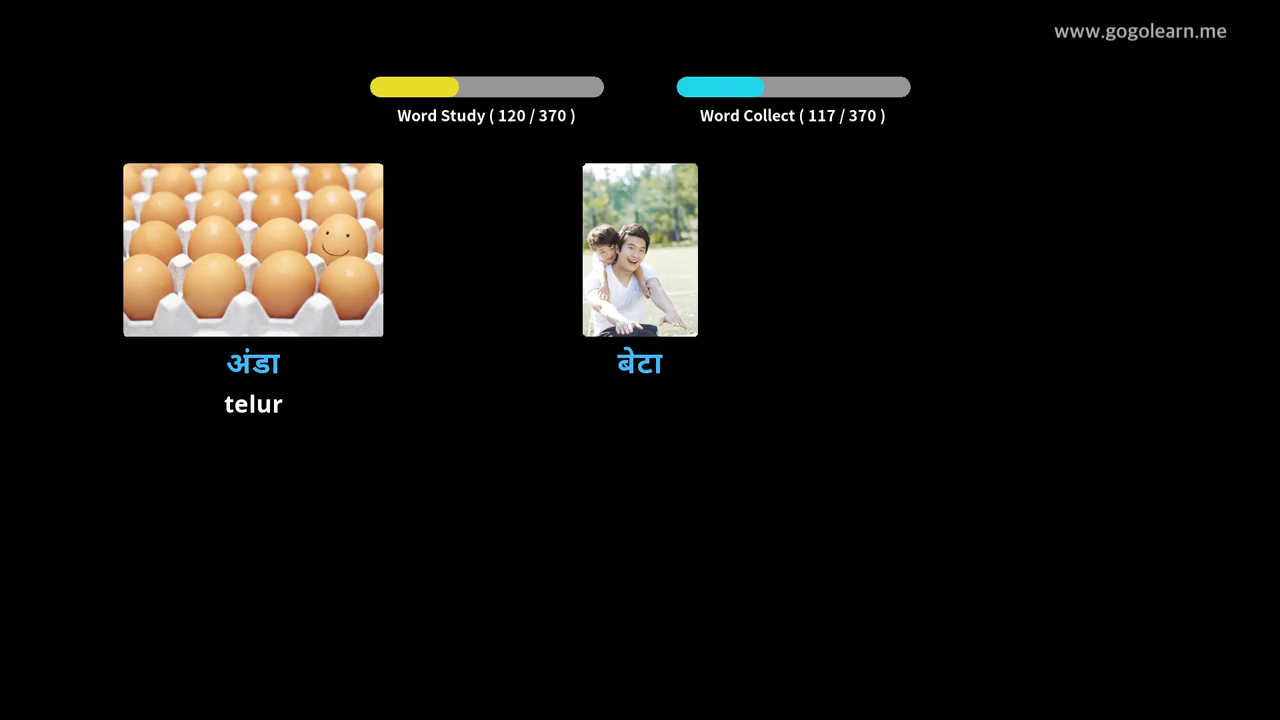 www.gogolearn.me
Word Study ( 120 / 370 )
Word Collect ( 117 / 370 )
अंडा
बेटा
telur